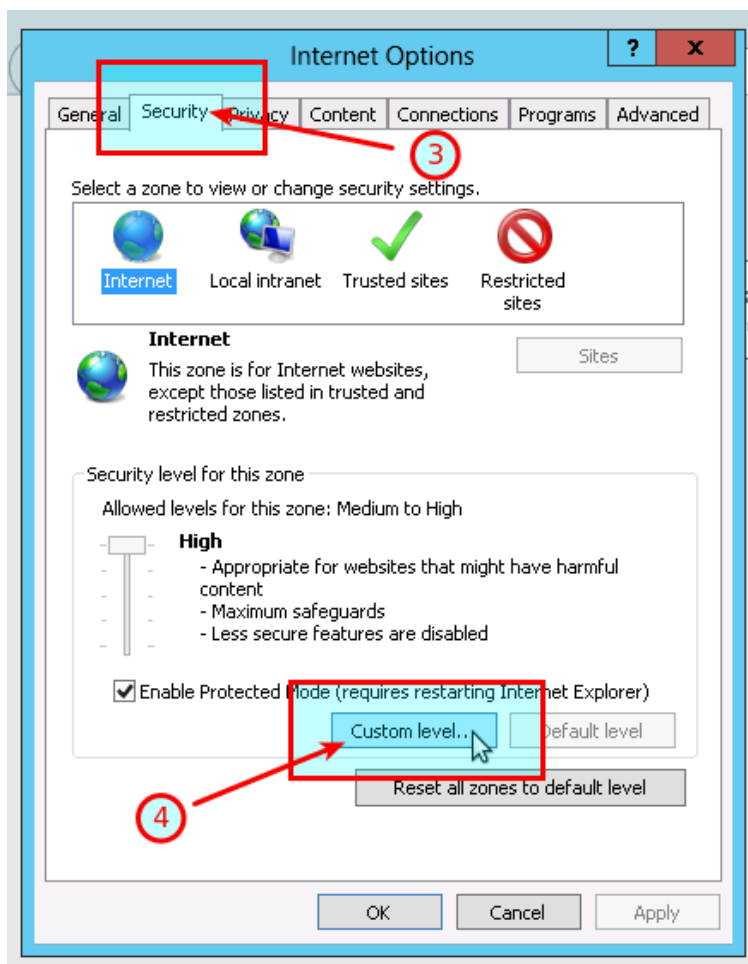 Internet Options
?
x
General Security Privacy Content Connections Programs Advanced
3
Select a zone to view or change security settings.
Internet Local intranet Trusted sites Restricted
sites
Internet
Sites
This zone is for Internet websites,
except those listed in trusted and
restricted zones.
Security level for this zone
Allowed levels for this zone: Medium to High
High
- Appropriate for websites that might have harmful
content
- Maximum safeguards
- Less secure features are disabled
Enable Protected Mode (requires restarting Internet Explorer)
Custom level... Default level
4
Reset all zones to default level
OK Cancel Apply